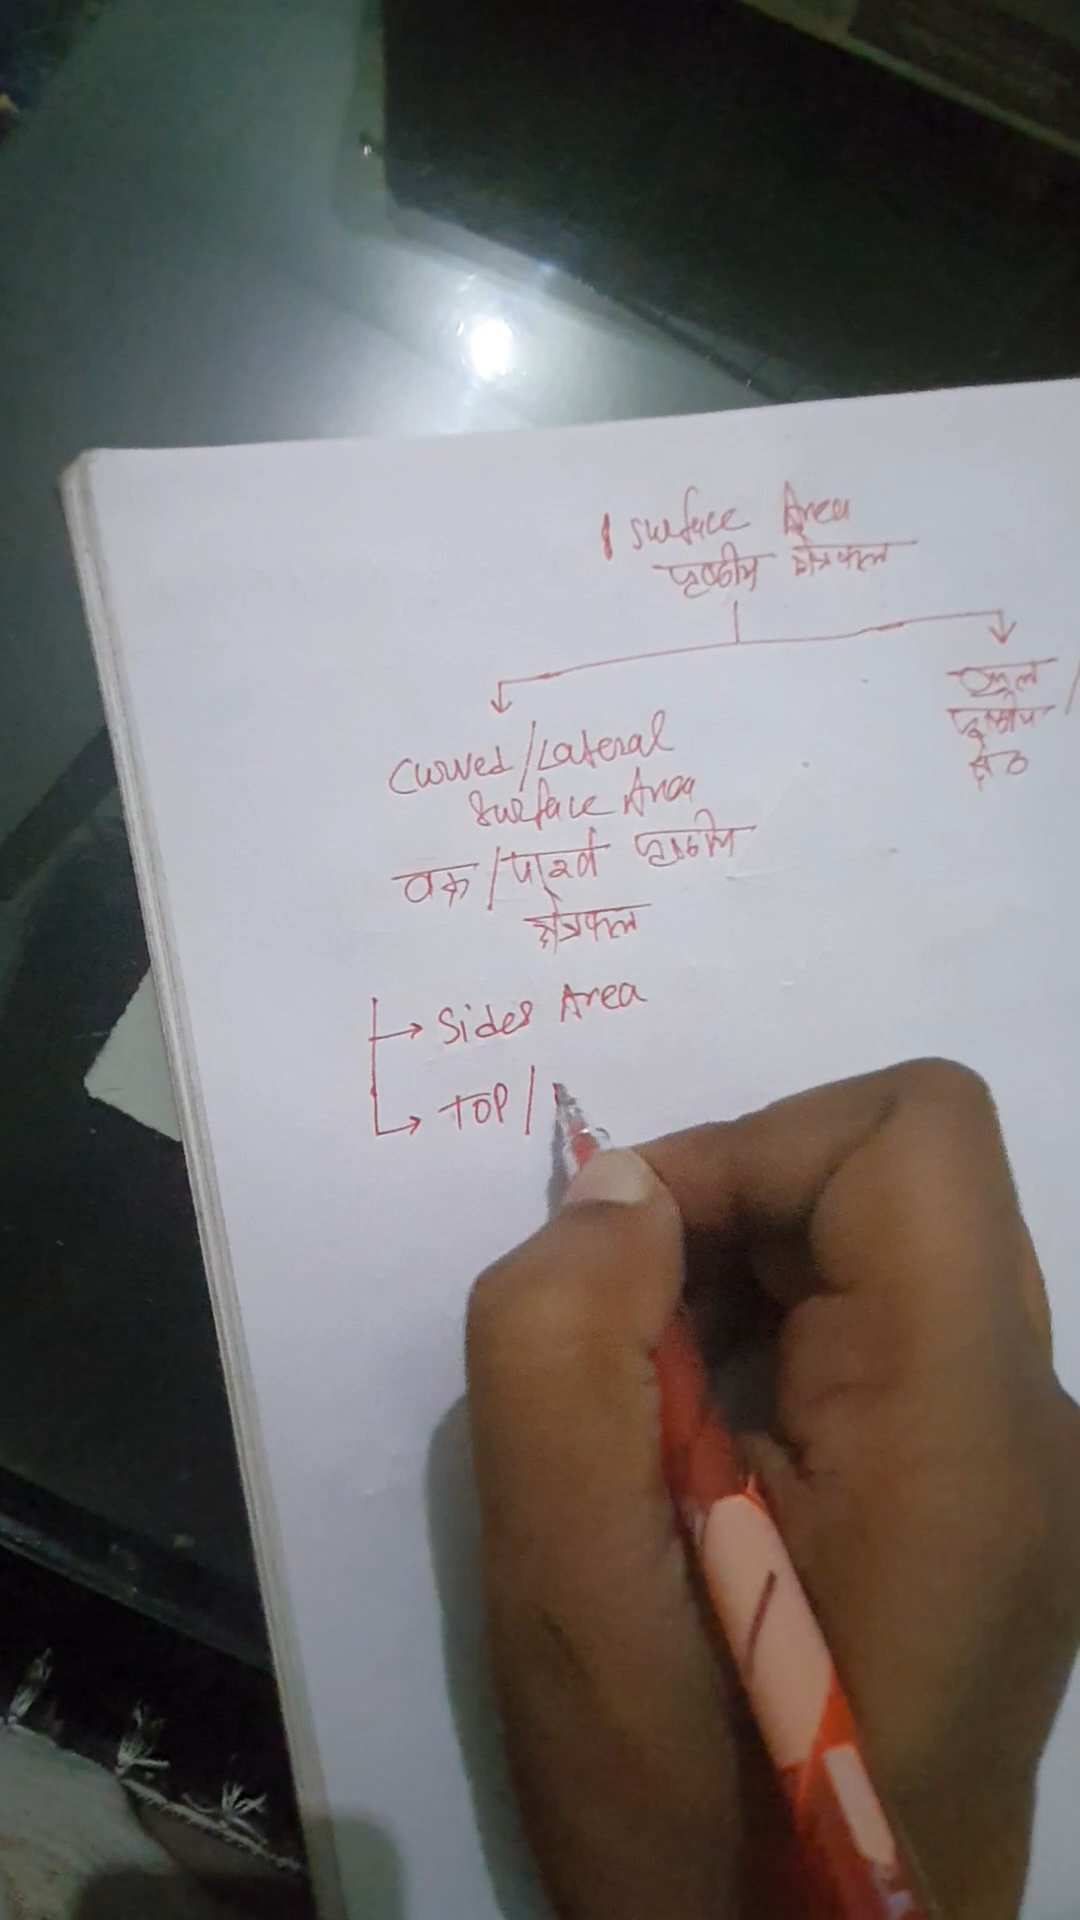 Surface Area
पृष्ठीय क्षेत्रफल
Curved/Lateral
Surface Area
वक्र/पार्श्व पृष्ठीय
क्षेत्रफल
कुल /
पृष्ठीय
क्षे०
→ Sides Area
→ TOP /